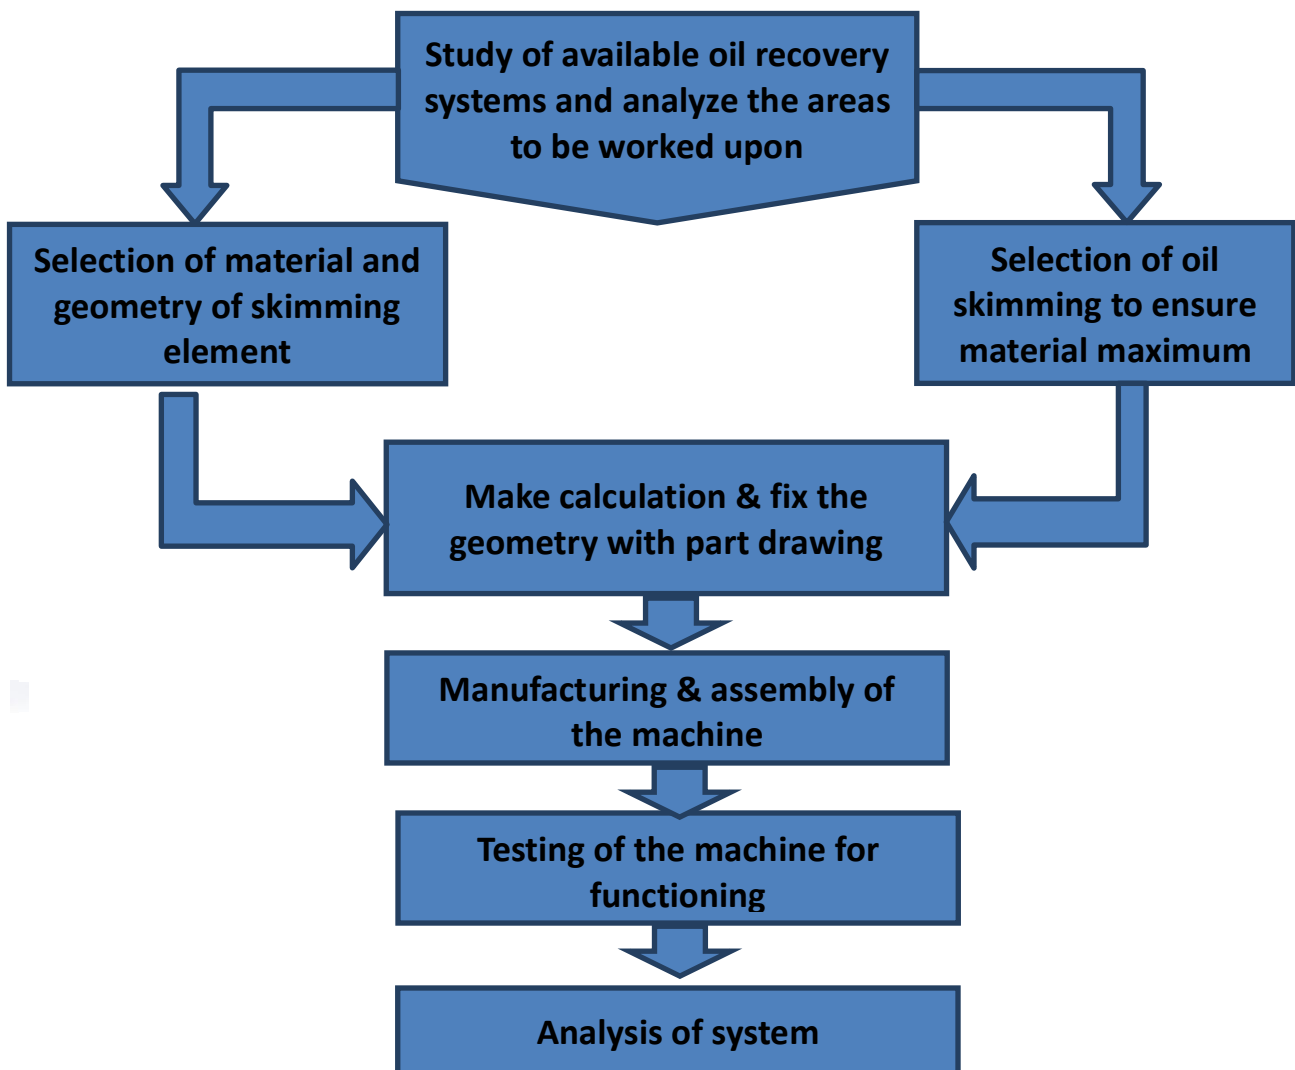 Study of available oil recovery
systems and analyze the areas
to be worked upon
Selection of material and
geometry of skimming
element
Selection of oil
skimming to ensure
material maximum
Make calculation & fix the
geometry with part drawing
Manufacturing & assembly of
the machine
Testing of the machine for
functioning
Analysis of system